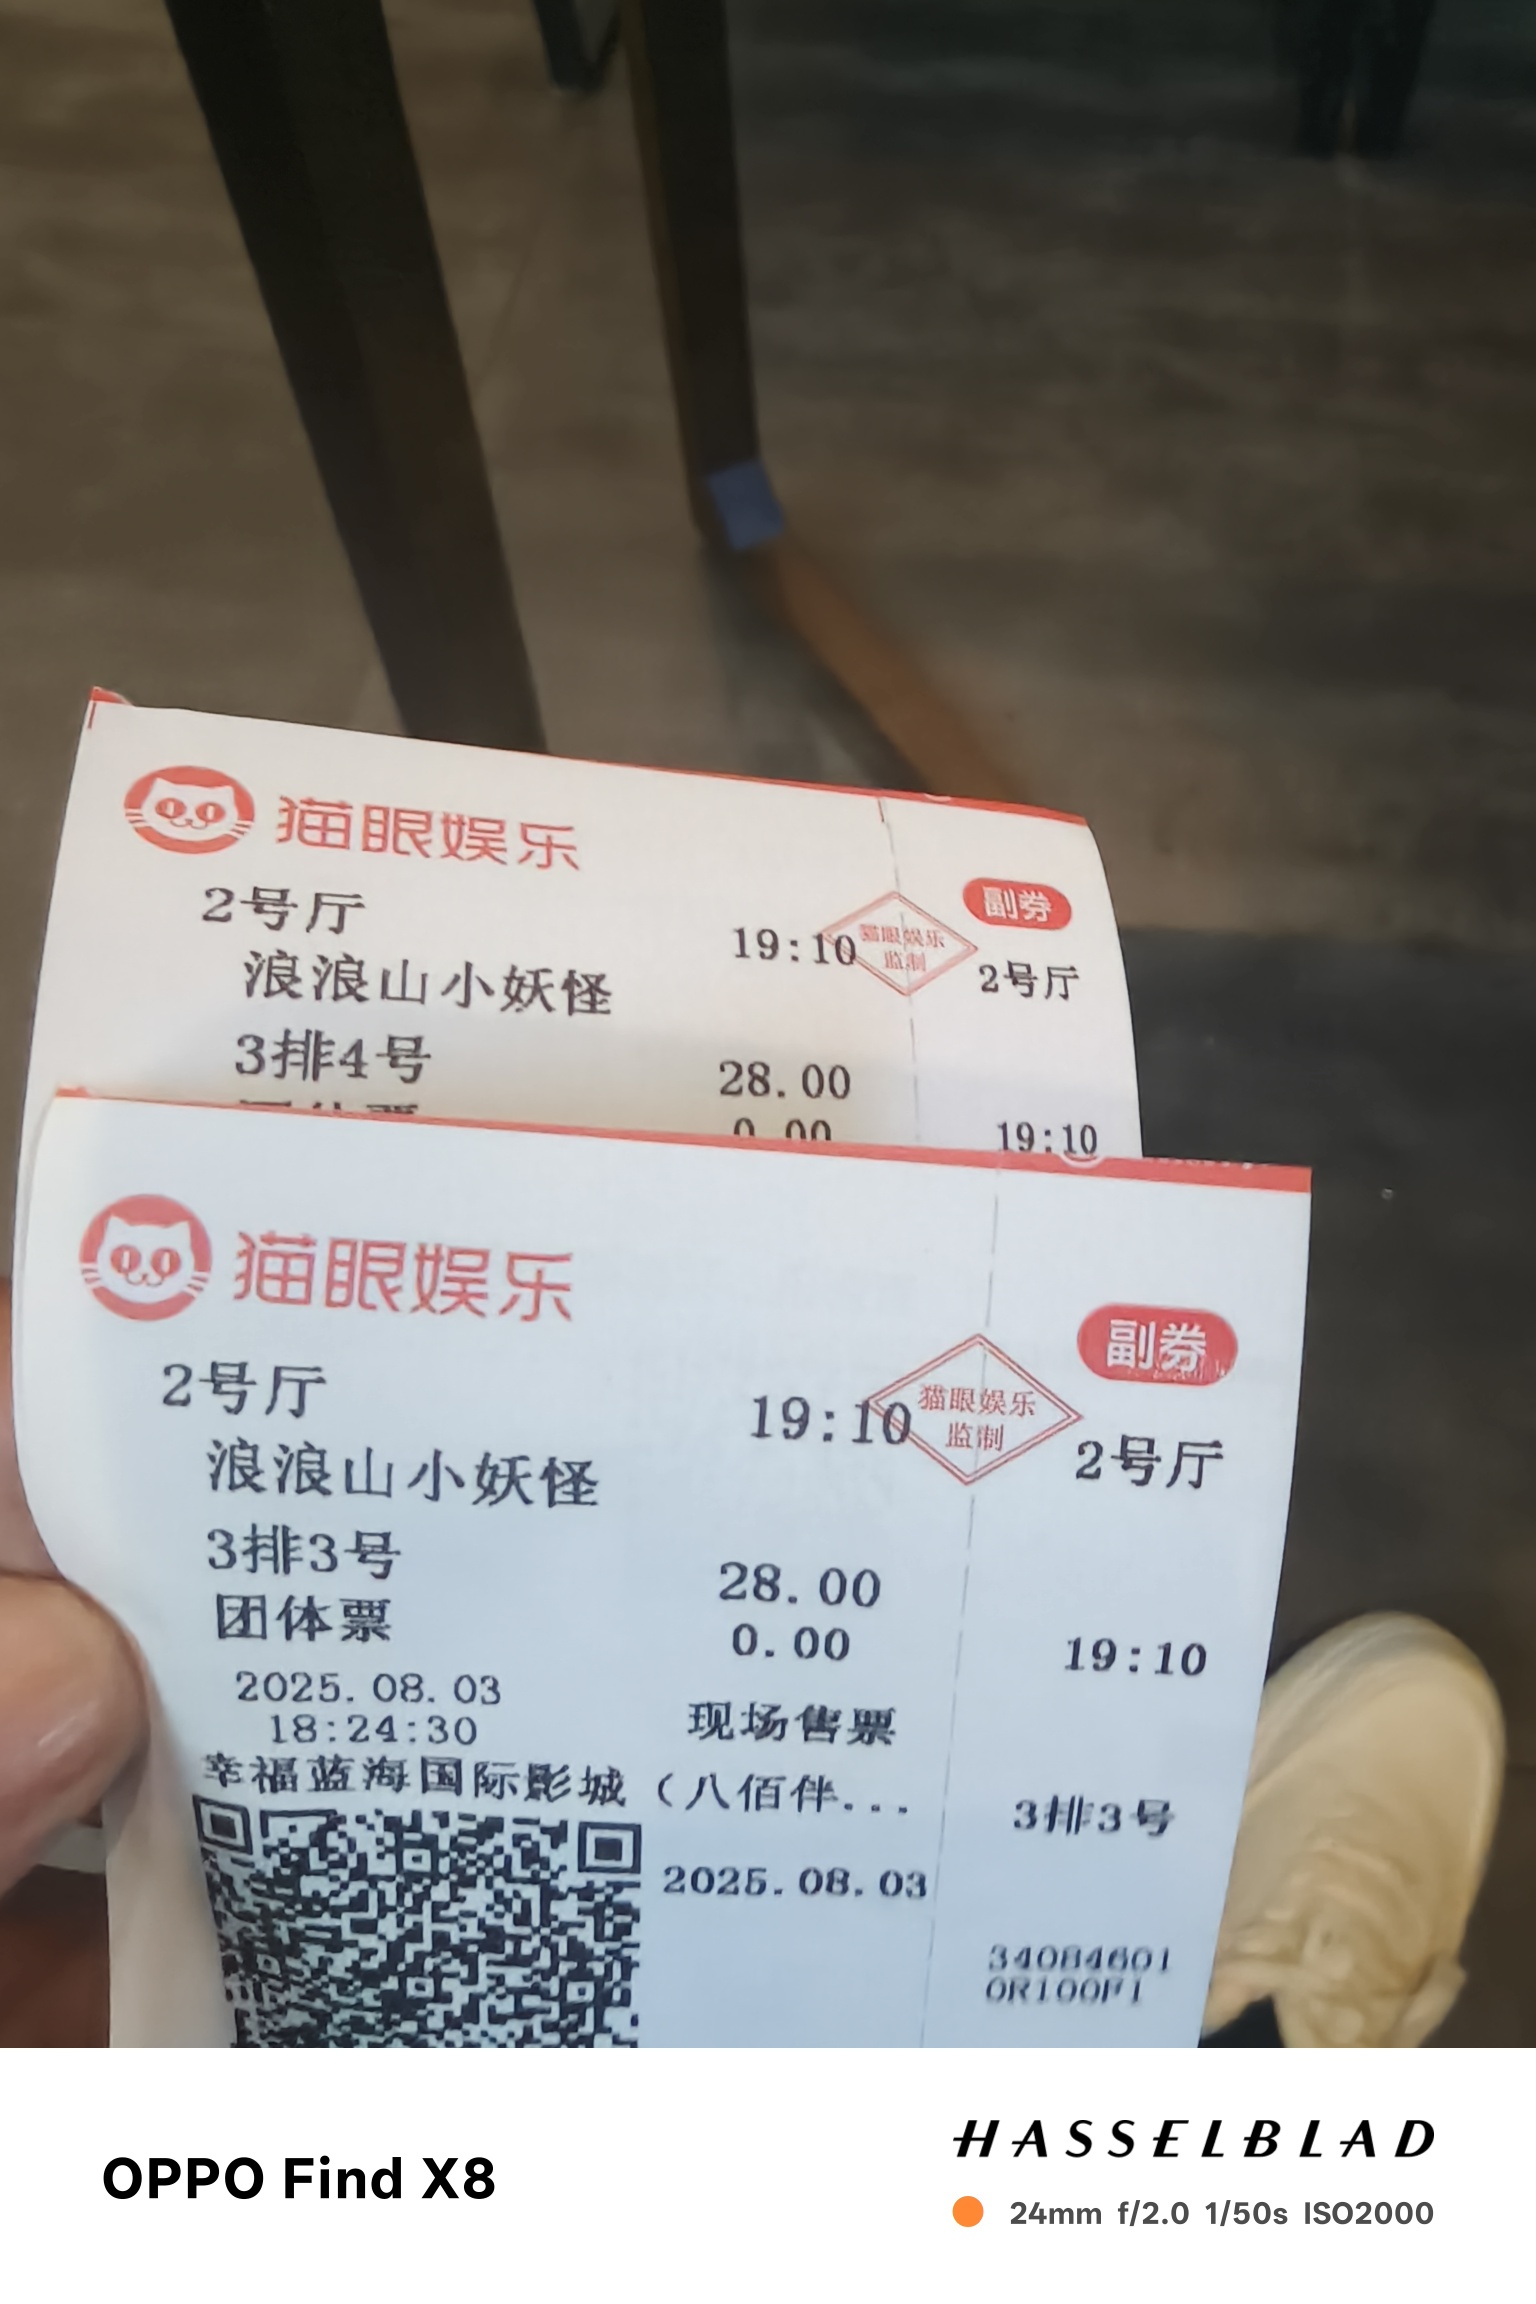 猫眼娱乐
副券
2号厅
19:10
猫眼娱乐
监制
2号厅
浪浪山小妖怪
3排4号
28.00
0.00
19:10
猫眼娱乐
副券
2号厅
19:10
猫眼娱乐
监制
2号厅
浪浪山小妖怪
3排3号
28.00
团体票
0.00
19:10
2025.08.03
18:24:30
现场售票
幸福蓝海国际影城（八佰伴...
3排3号
2025.08.03
34084601
OPPO Find X8
HASSELBLAD
24mm f/2.0 1/50s ISO2000